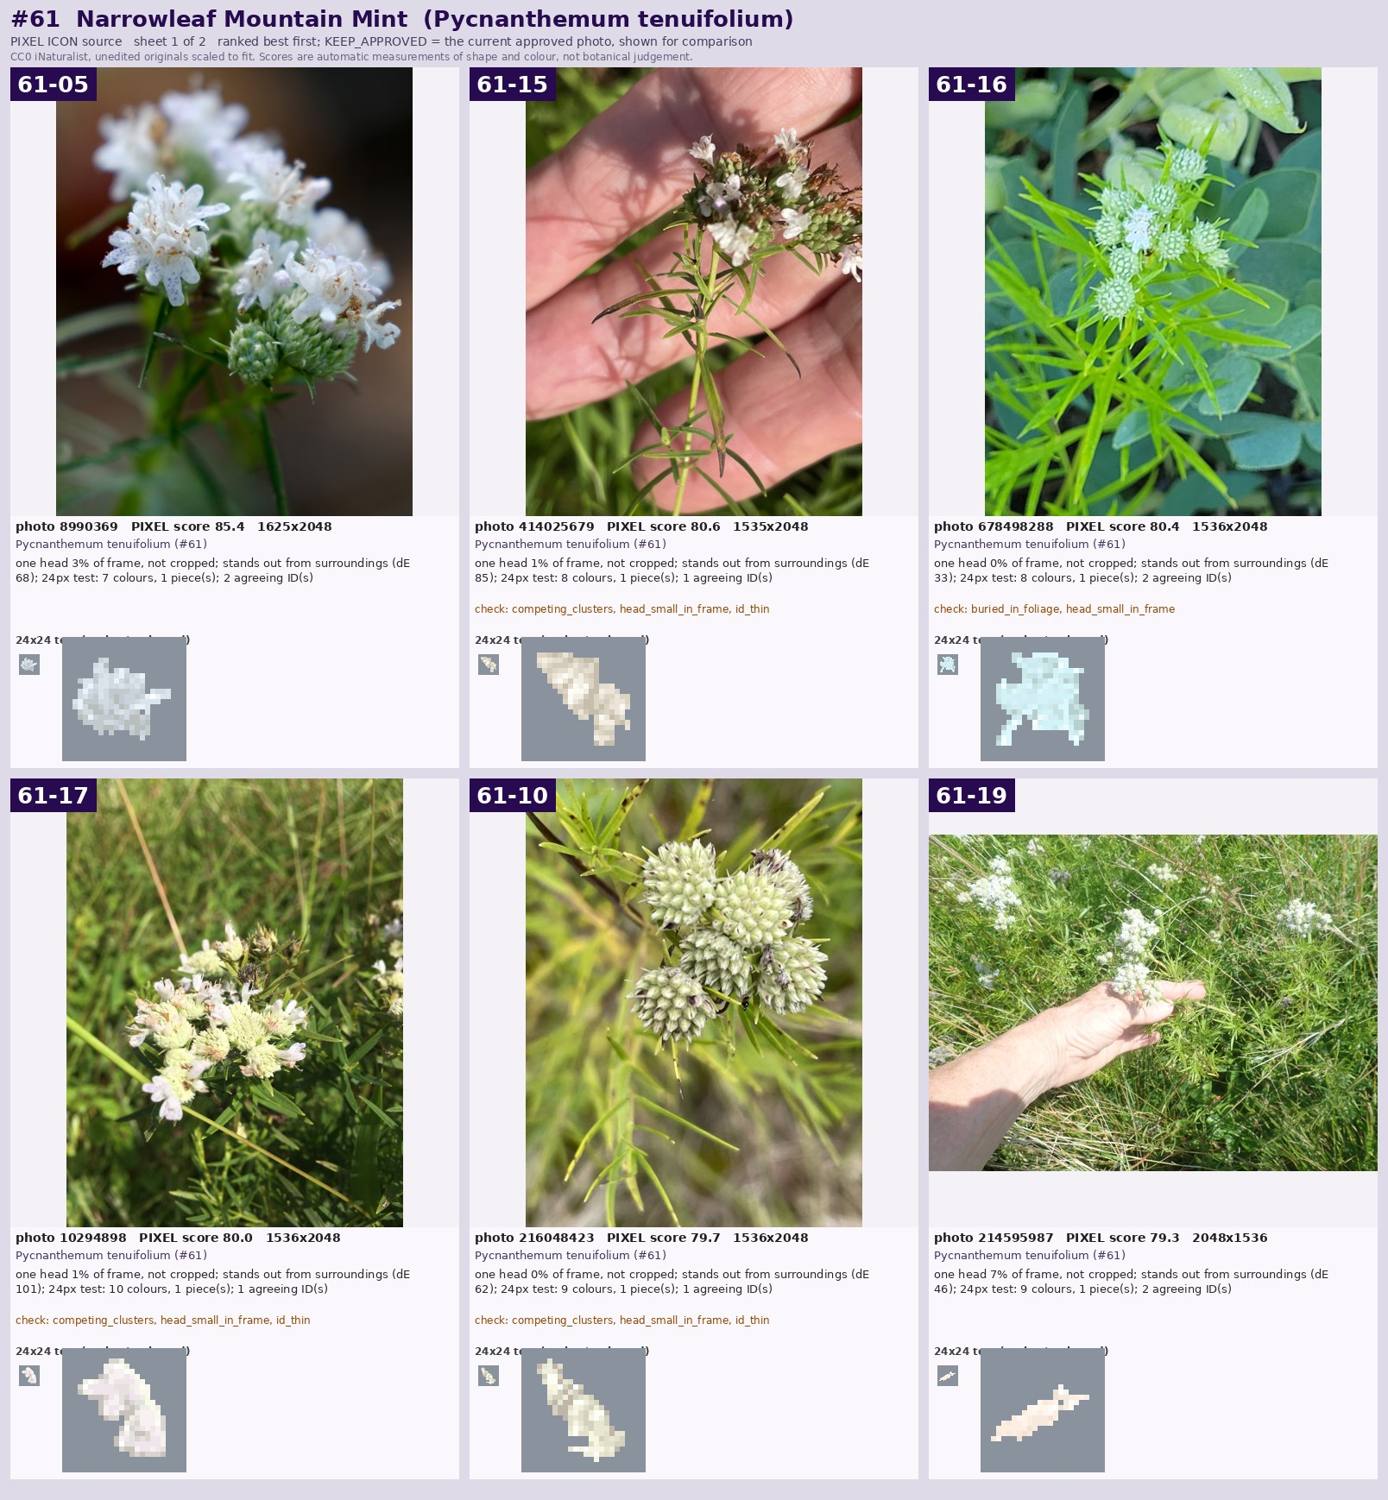 #61 Narrowleaf Mountain Mint (Pycnanthemum tenuifolium)
PIXEL ICON source sheet 1 of 2 ranked best first; KEEP_APPROVED = the current approved photo, shown for comparison
CC0 iNaturalist, unedited originals scaled to fit. Scores are automatic measurements of shape and colour, not botanical judgement.
61-05
photo 8990369 PIXEL score 85.4 1625x2048
Pycnanthemum tenuifolium (#61)
one head 3% of frame, not cropped; stands out from surroundings (dE
68); 24px test: 7 colours, 1 piece(s); 2 agreeing ID(s)
24x24
61-15
photo 414025679 PIXEL score 80.6 1535x2048
Pycnanthemum tenuifolium (#61)
one head 1% of frame, not cropped; stands out from surroundings (dE
85); 24px test: 8 colours, 1 piece(s); 1 agreeing ID(s)
check: competing_clusters, head_small_in_frame, id_thin
24x24
61-16
photo 678498288 PIXEL score 80.4 1536x2048
Pycnanthemum tenuifolium (#61)
one head 0% of frame, not cropped; stands out from surroundings (dE
33); 24px test: 8 colours, 1 piece(s); 2 agreeing ID(s)
check: buried_in_foliage, head_small_in_frame
24x24
61-17
photo 10294898 PIXEL score 80.0 1536x2048
Pycnanthemum tenuifolium (#61)
one head 1% of frame, not cropped; stands out from surroundings (dE
101); 24px test: 10 colours, 1 piece(s); 1 agreeing ID(s)
check: competing_clusters, head_small_in_frame, id_thin
24x24
61-10
photo 216048423 PIXEL score 79.7 1536x2048
Pycnanthemum tenuifolium (#61)
one head 0% of frame, not cropped; stands out from surroundings (dE
62); 24px test: 9 colours, 1 piece(s); 1 agreeing ID(s)
check: competing_clusters, head_small_in_frame, id_thin
24x24
61-19
photo 214595987 PIXEL score 79.3 2048x1536
Pycnanthemum tenuifolium (#61)
one head 7% of frame, not cropped; stands out from surroundings (dE
46); 24px test: 9 colours, 1 piece(s); 2 agreeing ID(s)
24x24